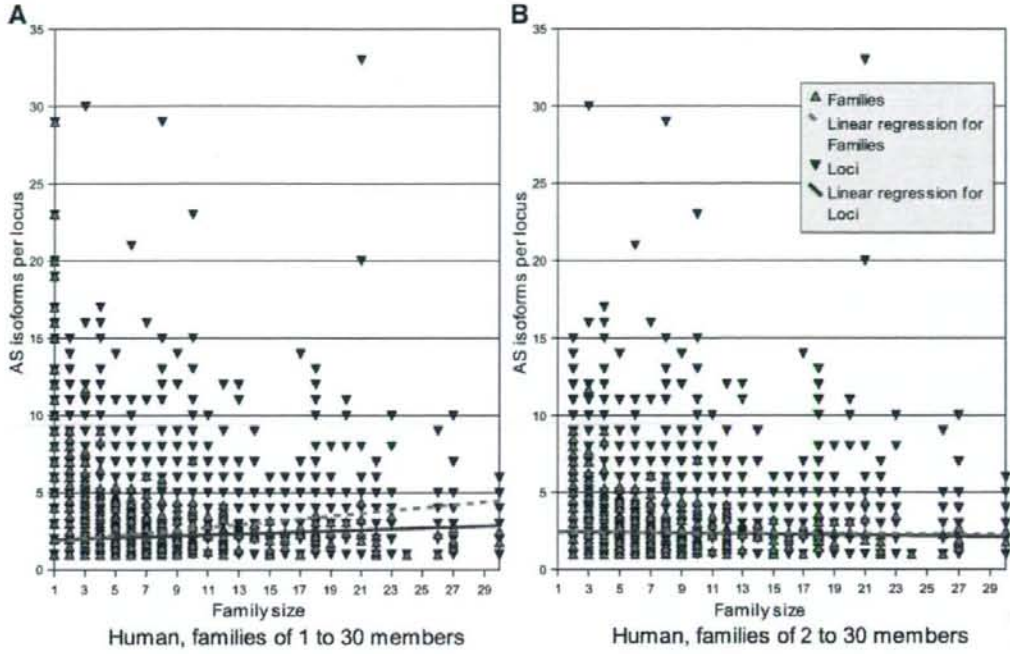 A
35
30
25
20
15
10
5
0
AS isoforms per locus
1 3 5 7 9 11 13 15 17 19 21 23 25 27 29
Family size
Human, families of 1 to 30 members
B
35
30
25
20
15
10
5
0
AS isoforms per locus
Families
Linear regression for
Families
Loci
Linear regression for
Loci
1 3 5 7 9 11 13 15 17 19 21 23 25 27 29
Family size
Human, families of 2 to 30 members